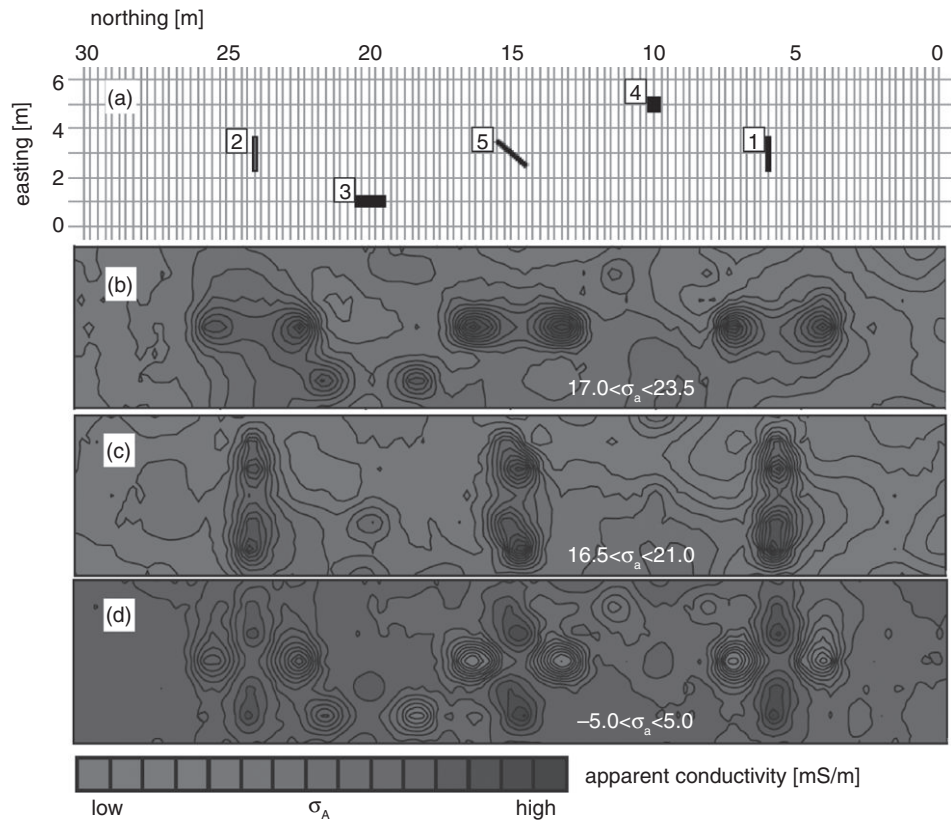 northing [m]
30 25 20 15 10 5 0
easting [m]
6
4
2
0
(a)
4
2
5
1
3
(b)
17.0<σa<23.5
(c)
16.5<σa<21.0
(d)
–5.0<σa<5.0
apparent conductivity [mS/m]
low σA high